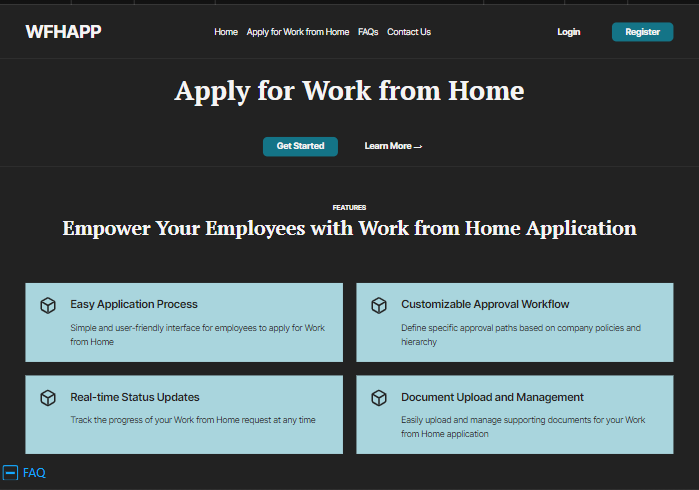 WFHAPP
Home Apply for Work from Home FAQs Contact Us
Login Register
Apply for Work from Home
Get Started Learn More
FEATURES
Empower Your Employees with Work from Home Application
Easy Application Process
Simple and user-friendly interface for employees to apply for Work
from Home
Customizable Approval Workflow
Define specific approval paths based on company policies and
hierarchy
Real-time Status Updates
Track the progress of your Work from Home request at any time
Document Upload and Management
Easily upload and manage supporting documents for your Work
from Home application
FAQ